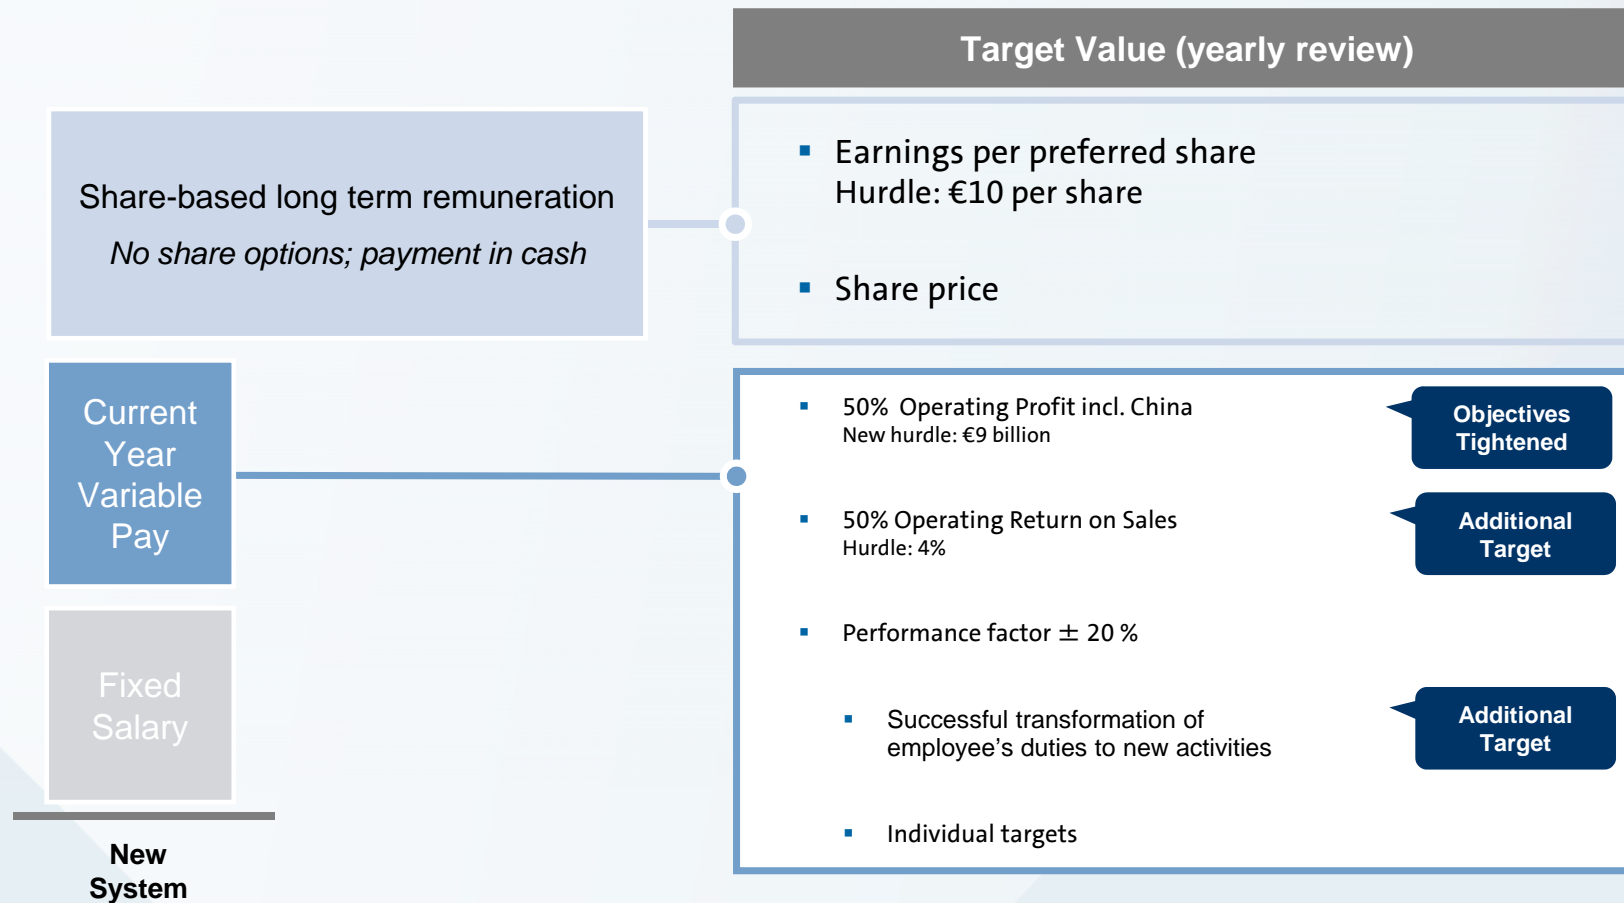 Target Value (yearly review)
Share-based long term remuneration
No share options; payment in cash
▪ Earnings per preferred share
Hurdle: €10 per share
▪ Share price
Current
Year
Variable
Pay
▪ 50% Operating Profit incl. China
New hurdle: €9 billion
Objectives
Tightened
▪ 50% Operating Return on Sales
Hurdle: 4%
Additional
Target
▪ Performance factor ± 20 %
▪ Successful transformation of
employee’s duties to new activities
Additional
Target
▪ Individual targets
Fixed
Salary
New
System